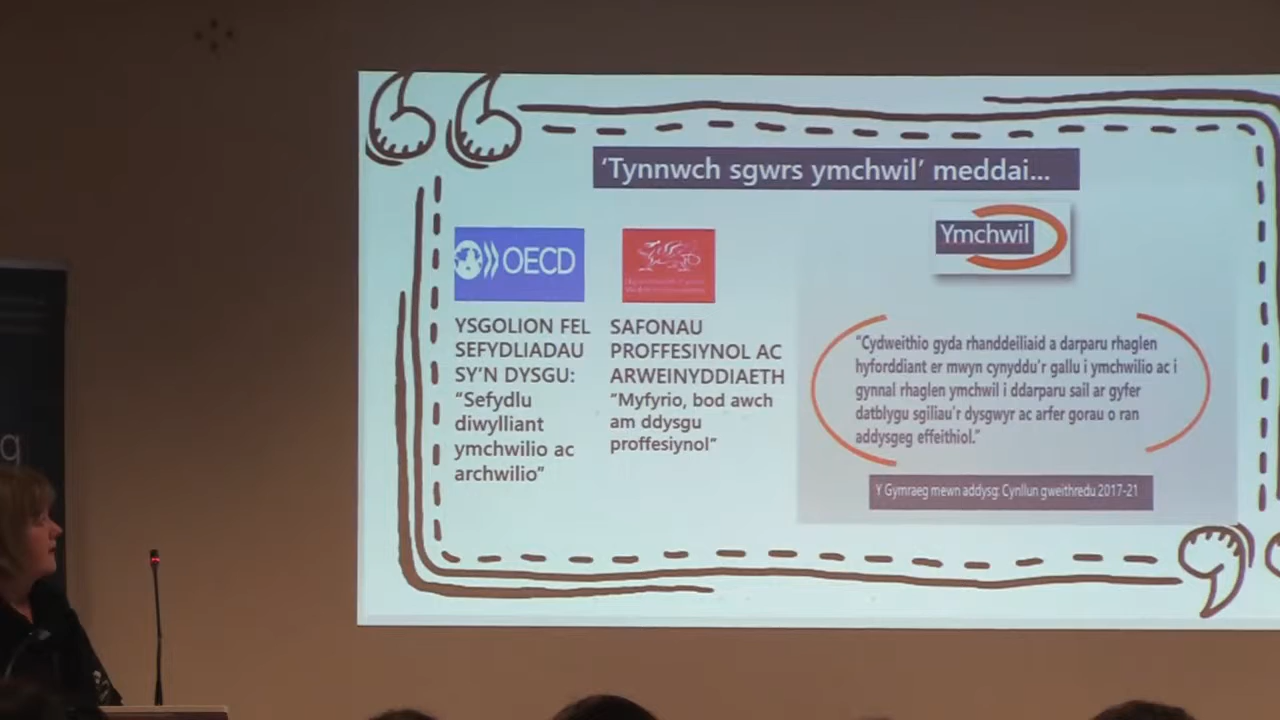 'Tynnwch sgwrs ymchwil' meddai...
OECD
YSGOLION FEL
SEFYDLIADAU
SY'N DYSGU:
"Sefydlu
diwylliant
ymchwilio ac
archwilio"
SAFONAU
PROFFESIYNOL AC
ARWEINYDDIAETH
"Myfyrio, bod awch
am ddysgu
proffesiynol"
Ymchwil
"Cydweithio gyda rhanddeiliaid a darparu rhaglen
hyforddiant er mwyn cynyddu'r gallu i ymchwilio ac i
gynnal rhaglen ymchwil i ddarparu sail ar gyfer
datblygu sgiliau'r dysgwyr ac arfer gorau o ran
addysgeg effeithiol."
Y Gymraeg mewn addysg: Cynllun gweithredu 2017-21
g